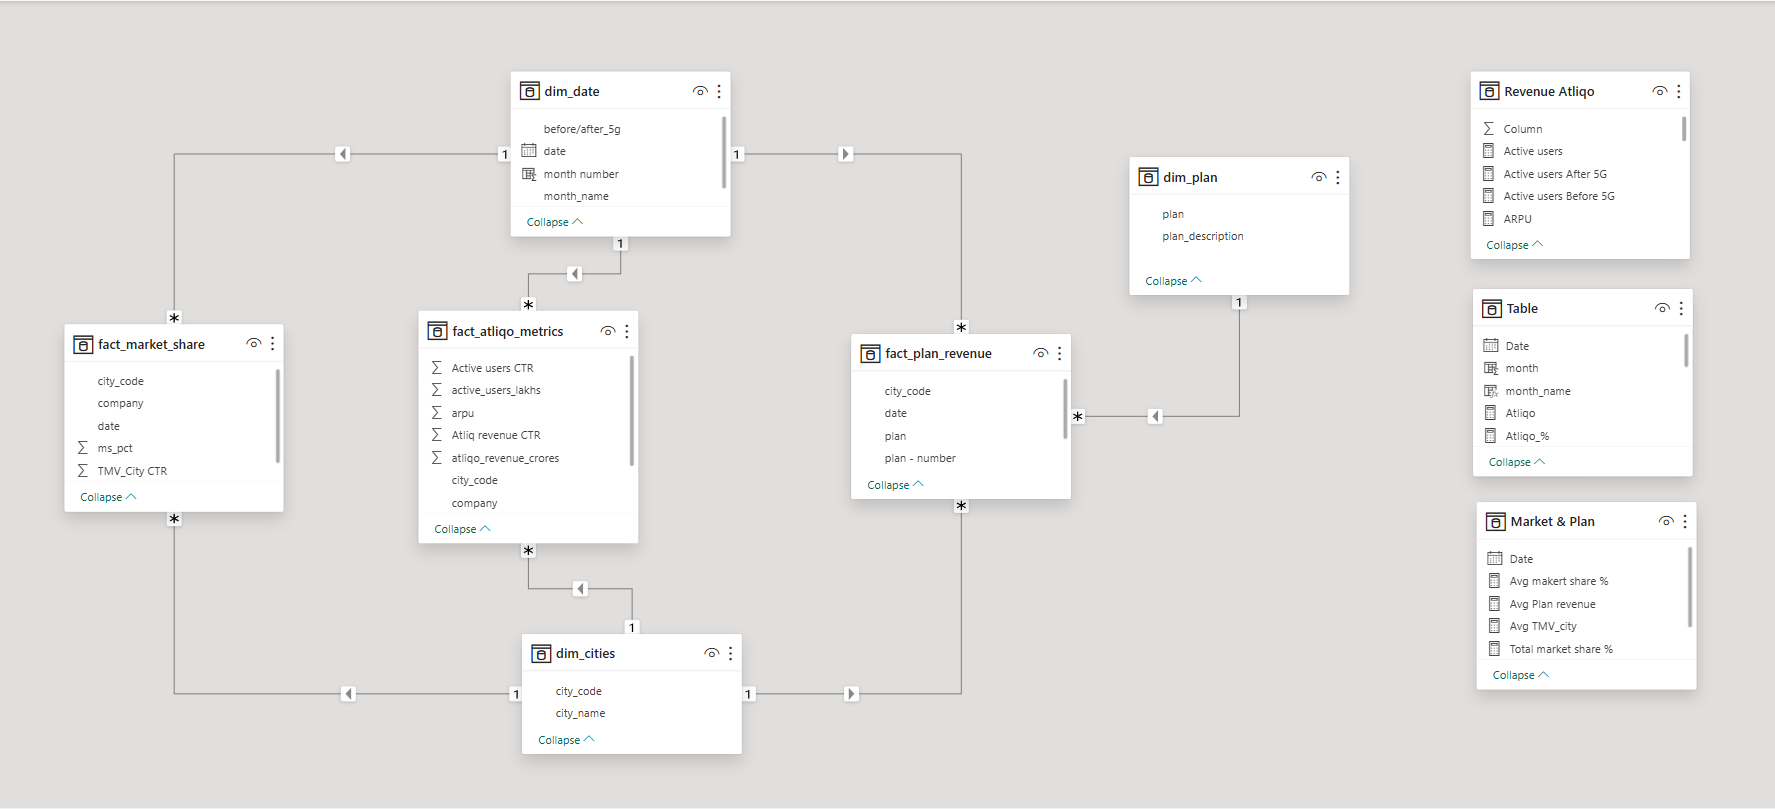 dim_date
before/after_5g
date
month number
month_name
Collapse
1
1
1
*
*
*
fact_market_share
city_code
company
date
ms_pct
TMV_City CTR
Collapse
*
fact_atliqo_metrics
Active users CTR
active_users_lakhs
arpu
Atliq revenue CTR
atliqo_revenue_crores
city_code
company
Collapse
*
fact_plan_revenue
city_code
date
plan
plan - number
Collapse
*
*
dim_plan
plan
plan_description
Collapse
1
dim_cities
city_code
city_name
Collapse
1
1
1
Revenue Atliqo
Column
Active users
Active users After 5G
Active users Before 5G
ARPU
Collapse
Table
Date
month
month_name
Atliqo
Atliqo_%
Collapse
Market & Plan
Date
Avg makert share %
Avg Plan revenue
Avg TMV_city
Total market share %
Collapse